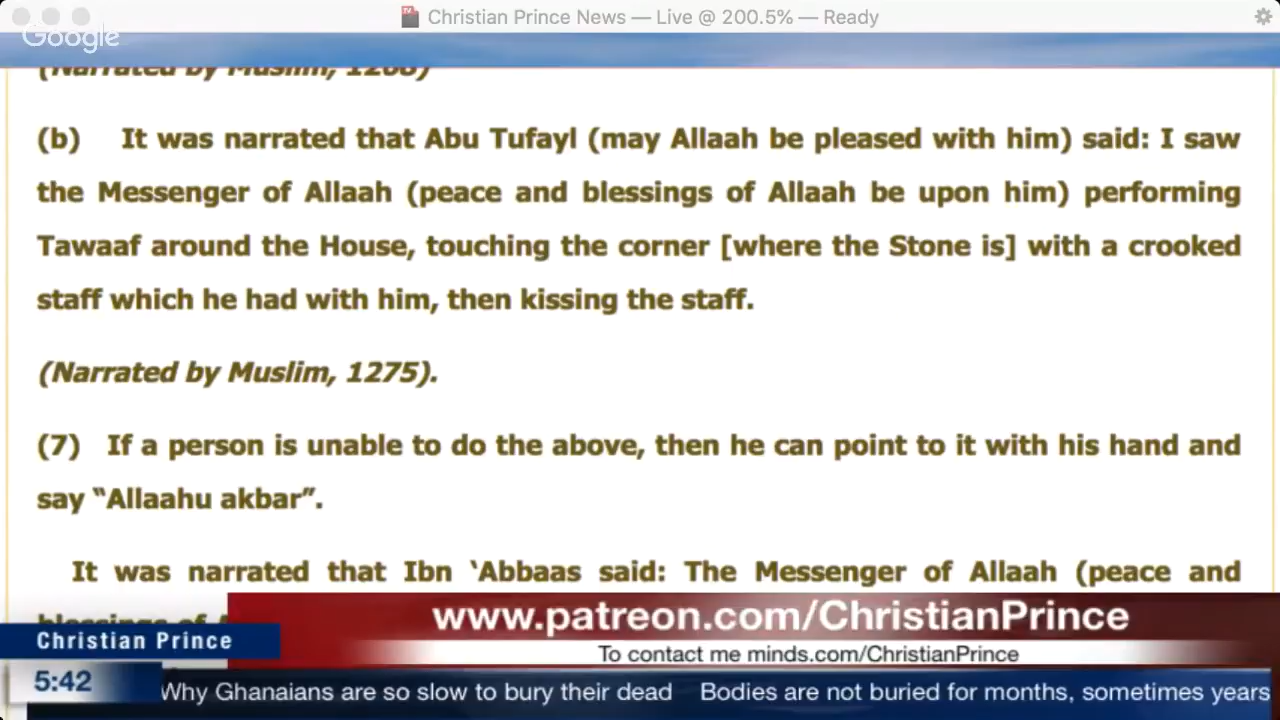 Christian Prince News — Live @ 200.5% — Ready
Google
(Narrated by Muslim, 1268)
(b) It was narrated that Abu Tufayl (may Allaah be pleased with him) said: I saw
the Messenger of Allaah (peace and blessings of Allaah be upon him) performing
Tawaaf around the House, touching the corner [where the Stone is] with a crooked
staff which he had with him, then kissing the staff.
(Narrated by Muslim, 1275).
(7) If a person is unable to do the above, then he can point to it with his hand and
say “Allaahu akbar”.
It was narrated that Ibn ‘Abbaas said: The Messenger of Allaah (peace and
blessings of
www.patreon.com/ChristianPrince
To contact me minds.com/ChristianPrince
Christian Prince
5:42
Why Ghanaians are so slow to bury their dead Bodies are not buried for months, sometimes years